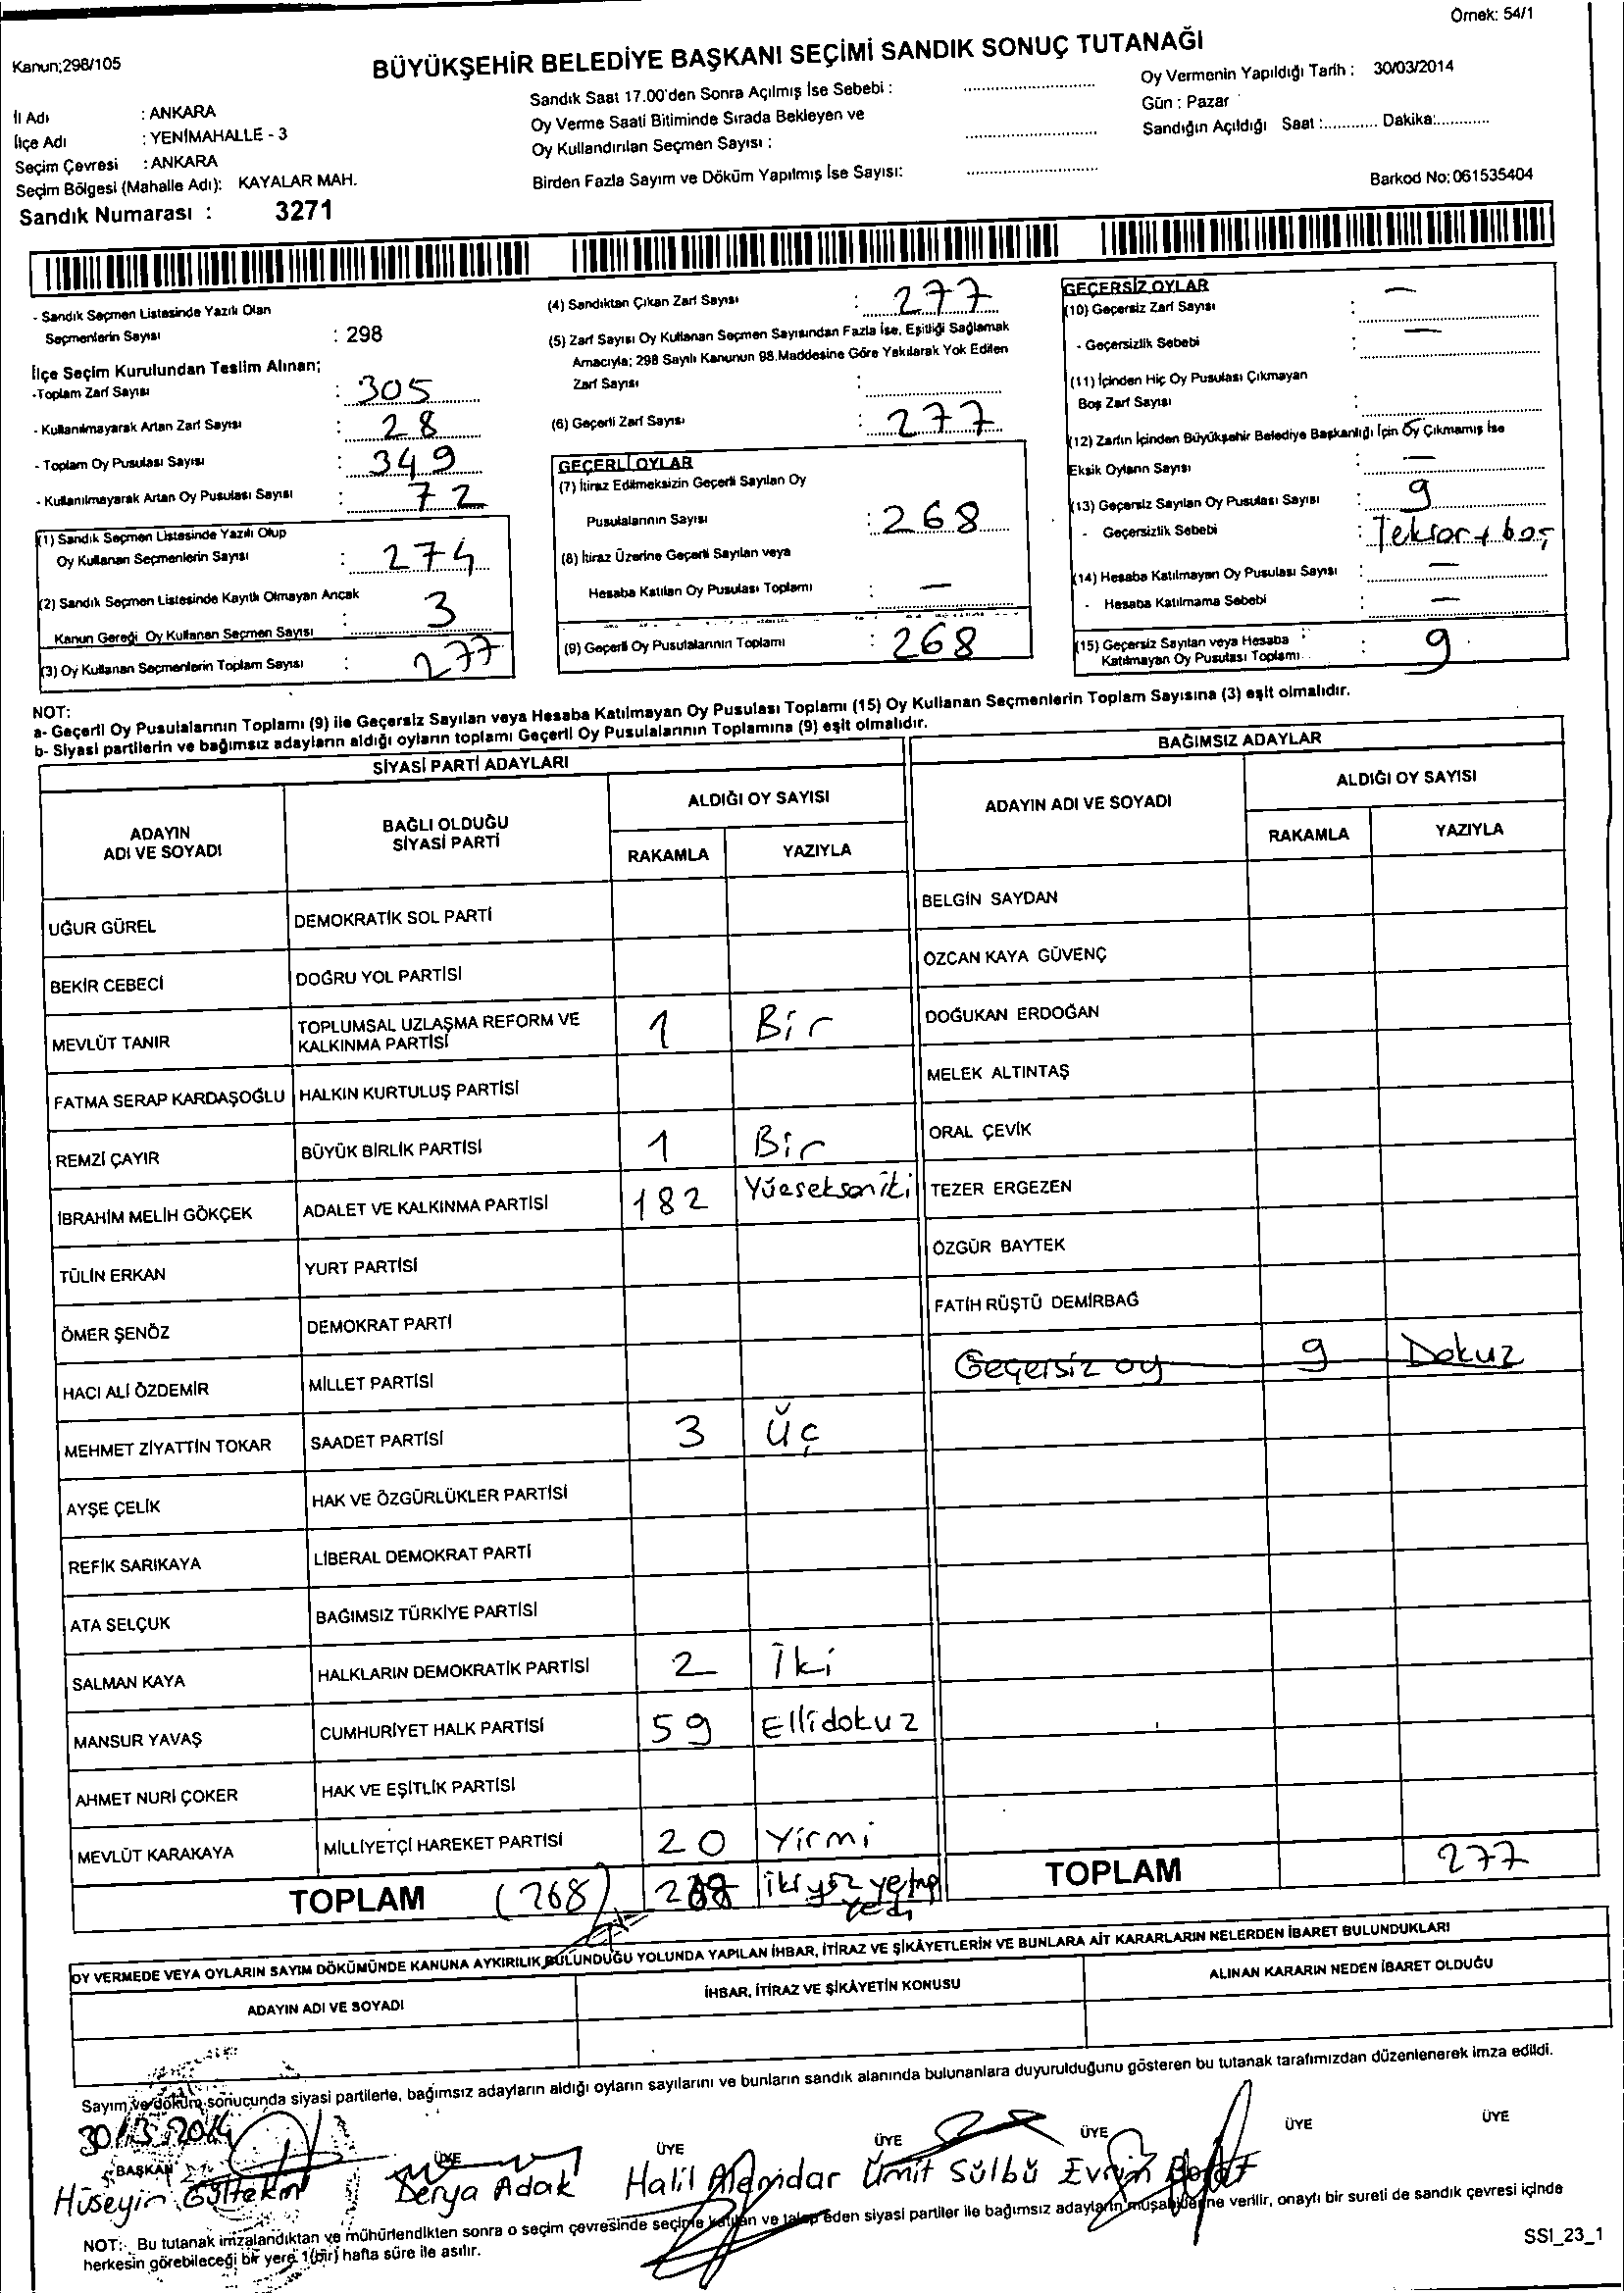 Örnek: 54/1
Kanun;298/105
BÜYÜKŞEHİR BELEDİYE BAŞKANI SEÇİMİ SANDIK SONUÇ TUTANAĞI
İl Adı : ANKARA
İlçe Adı : YENİMAHALLE - 3
Seçim Çevresi : ANKARA
Seçim Bölgesi (Mahalle Adı): KAYALAR MAH.
Sandık Numarası : 3271
Sandık Saat 17.00'den Sonra Açılmış İse Sebebi :
Oy Verme Saati Bitiminde Sırada Bekleyen ve
Oy Kullandırılan Seçmen Sayısı :
Birden Fazla Sayım ve Döküm Yapılmış İse Sayısı:
Oy Vermenin Yapıldığı Tarih : 30/03/2014
Gün : Pazar
Sandığın Açıldığı Saat :............ Dakika:............
Barkod No: 061535404
- Sandık Seçmen Listesinde Yazılı Olan
Seçmenlerin Sayısı : 298
İlçe Seçim Kurulundan Teslim Alınan;
-Toplam Zarf Sayısı : 305
- Kullanılmayarak Artan Zarf Sayısı : 28
- Toplam Oy Pusulası Sayısı : 349
- Kullanılmayarak Artan Oy Pusulası Sayısı : 72
(1) Sandık Seçmen Listesinde Yazılı Olup
Oy Kullanan Seçmenlerin Sayısı : 274
(2) Sandık Seçmen Listesinde Kayıtlı Olmayan Ancak
Kanun Gereği Oy Kullanan Seçmen Sayısı : 3
(3) Oy Kullanan Seçmenlerin Toplam Sayısı : 277
(4) Sandıktan Çıkan Zarf Sayısı : 277
(5) Zarf Sayısı Oy Kullanan Seçmen Sayısından Fazla İse, Eşitliği Sağlamak
Amacıyla; 298 Sayılı Kanunun 98.Maddesine Göre Yakılarak Yok Edilen
Zarf Sayısı :
(6) Geçerli Zarf Sayısı : 277
GEÇERLİ OYLAR
(7) İtiraz Edilmeksizin Geçerli Sayılan Oy
Pusulalarının Sayısı : 268
(8) İtiraz Üzerine Geçerli Sayılan veya
Hesaba Katılan Oy Pusulası Toplamı : —
(9) Geçerli Oy Pusulalarının Toplamı : 268
GEÇERSİZ OYLAR
(10) Geçersiz Zarf Sayısı : —
- Geçersizlik Sebebi : —
(11) İçinden Hiç Oy Pusulası Çıkmayan
Boş Zarf Sayısı :
(12) Zarfın İçinden Büyükşehir Belediye Başkanlığı İçin Oy Çıkmamış İse
Eksik Oyların Sayısı : —
(13) Geçersiz Sayılan Oy Pusulası Sayısı : 9
- Geçersizlik Sebebi : Tekrar + boş
(14) Hesaba Katılmayan Oy Pusulası Sayısı : —
- Hesaba Katılmama Sebebi : —
(15) Geçersiz Sayılan veya Hesaba
Katılmayan Oy Pusulası Toplamı : 9
NOT:
a- Geçerli Oy Pusulalarının Toplamı (9) ile Geçersiz Sayılan veya Hesaba Katılmayan Oy Pusulası Toplamı (15) Oy Kullanan Seçmenlerin Toplam Sayısına (3) eşit olmalıdır.
b- Siyasi partilerin ve bağımsız adayların aldığı oyların toplamı Geçerli Oy Pusulalarının Toplamına (9) eşit olmalıdır.
SİYASİ PARTİ ADAYLARI
ADAYIN ADI VE SOYADI BAĞLI OLDUĞU SİYASİ PARTİ ALDIĞI OY SAYISI
RAKAMLA YAZIYLA
UĞUR GÜREL DEMOKRATİK SOL PARTİ
BEKİR CEBECİ DOĞRU YOL PARTİSİ
MEVLÜT TANIR TOPLUMSAL UZLAŞMA REFORM VE KALKINMA PARTİSİ 1 Bir
FATMA SERAP KARDAŞOĞLU HALKIN KURTULUŞ PARTİSİ
REMZİ ÇAYIR BÜYÜK BİRLİK PARTİSİ 1 Bir
İBRAHİM MELİH GÖKÇEK ADALET VE KALKINMA PARTİSİ 182 Yüzseksaniki
TÜLİN ERKAN YURT PARTİSİ
ÖMER ŞENÖZ DEMOKRAT PARTİ
HACI ALİ ÖZDEMİR MİLLET PARTİSİ
MEHMET ZİYATTİN TOKAR SAADET PARTİSİ 3 Üç
AYŞE ÇELİK HAK VE ÖZGÜRLÜKLER PARTİSİ
REFİK SARIKAYA LİBERAL DEMOKRAT PARTİ
ATA SELÇUK BAĞIMSIZ TÜRKİYE PARTİSİ
SALMAN KAYA HALKLARIN DEMOKRATİK PARTİSİ 2 İki
MANSUR YAVAŞ CUMHURİYET HALK PARTİSİ 59 Ellidokuz
AHMET NURİ ÇOKER HAK VE EŞİTLİK PARTİSİ
MEVLÜT KARAKAYA MİLLİYETÇİ HAREKET PARTİSİ 20 Yirmi
TOPLAM (268) ikiyüz yetmiş yedi
BAĞIMSIZ ADAYLAR
ADAYIN ADI VE SOYADI ALDIĞI OY SAYISI
RAKAMLA YAZIYLA
BELGİN SAYDAN
ÖZCAN KAYA GÜVENÇ
DOĞUKAN ERDOĞAN
MELEK ALTINTAŞ
ORAL ÇEVİK
TEZER ERGEZEN
ÖZGÜR BAYTEK
FATİH RÜŞTÜ DEMİRBAĞ
Geçersiz oy 9 Dokuz
TOPLAM 277
OY VERMEDE VEYA OYLARIN SAYIM DÖKÜMÜNDE KANUNA AYKIRILIK BULUNDUĞU YOLUNDA YAPILAN İHBAR, İTİRAZ VE ŞİKÂYETLERİN VE BUNLARA AİT KARARLARIN NELERDEN İBARET BULUNDUKLARI
ADAYIN ADI VE SOYADI İHBAR, İTİRAZ VE ŞİKÂYETİN KONUSU ALINAN KARARIN NEDEN İBARET OLDUĞU
Sayım ve döküm sonucunda siyasi partilerle, bağımsız adayların aldığı oyların sayılarını ve bunların sandık alanında bulunanlara duyurulduğunu gösteren bu tutanak tarafımızdan düzenlenerek imza edildi.
30.03.2014
BAŞKAN ÜYE ÜYE ÜYE ÜYE ÜYE ÜYE
Hüseyin Gültekin Derya Adak Halil Ümit Sülbü Evrim
NOT:- Bu tutanak imzalandıktan ve mühürlendikten sonra o seçim çevresinde seçime katılan ve talep eden siyasi partiler ile bağımsız adayların müşahitlerine verilir, onaylı bir sureti de sandık çevresi içinde
herkesin görebileceği bir yere 1(bir) hafta süre ile asılır.
SSI_23_1